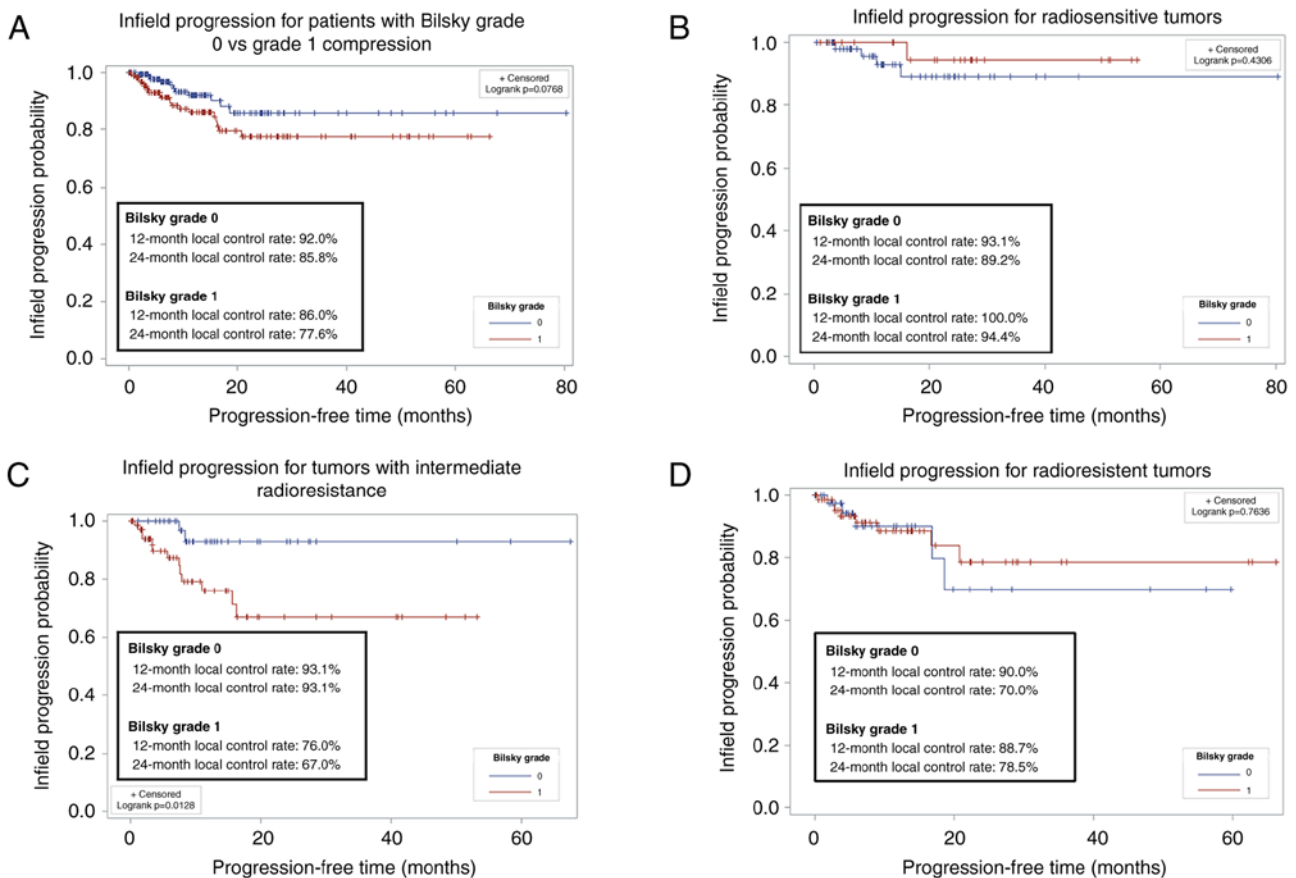 A
Infield progression for patients with Bilsky grade
0 vs grade 1 compression
+ Censored
Logrank p=0.0768
Infield progression probability
1.0
0.8
0.6
0.4
0.2
0.0
Bilsky grade 0
12-month local control rate: 92.0%
24-month local control rate: 85.8%
Bilsky grade 1
12-month local control rate: 86.0%
24-month local control rate: 77.6%
Bilsky grade
0
1
0 20 40 60 80
Progression-free time (months)
B
Infield progression for radiosensitive tumors
+ Censored
Logrank p=0.4306
Infield progression probability
1.0
0.8
0.6
0.4
0.2
0.0
Bilsky grade 0
12-month local control rate: 93.1%
24-month local control rate: 89.2%
Bilsky grade 1
12-month local control rate: 100.0%
24-month local control rate: 94.4%
Bilsky grade
0
1
0 20 40 60 80
Progression-free time (months)
C
Infield progression for tumors with intermediate
radioresistance
Infield progression probability
1.0
0.8
0.6
0.4
0.2
0.0
Bilsky grade 0
12-month local control rate: 93.1%
24-month local control rate: 93.1%
Bilsky grade 1
12-month local control rate: 76.0%
24-month local control rate: 67.0%
Bilsky grade
0
1
+ Censored
Logrank p=0.0128
0 20 40 60
Progression-free time (months)
D
Infield progression for radioresistent tumors
+ Censored
Logrank p=0.7636
Infield progression probability
1.0
0.8
0.6
0.4
0.2
0.0
Bilsky grade 0
12-month local control rate: 90.0%
24-month local control rate: 70.0%
Bilsky grade 1
12-month local control rate: 88.7%
24-month local control rate: 78.5%
Bilsky grade
0
1
0 20 40 60
Progression-free time (months)